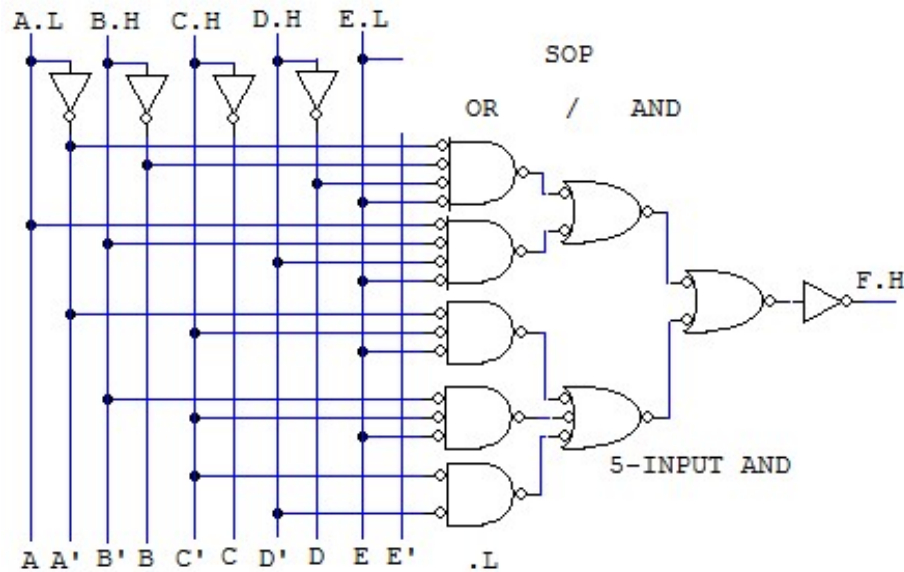 A.L B.H C.H D.H E.L
SOP
OR / AND
F.H
5-INPUT AND
A A' B' B C' C D' D E E' .L